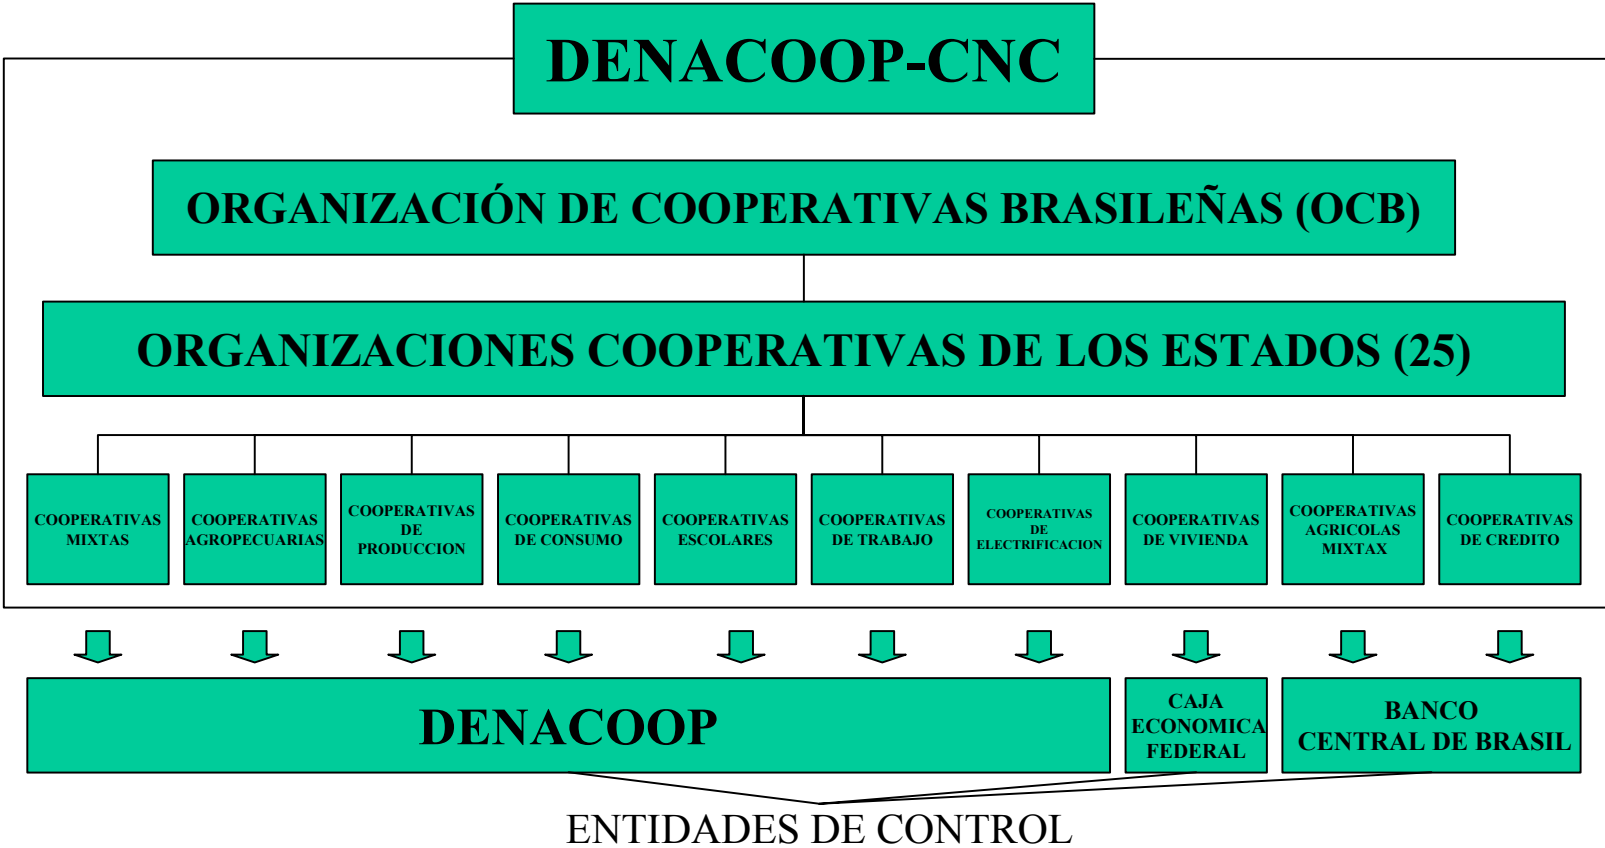 DENACOOP-CNC
ORGANIZACIÓN DE COOPERATIVAS BRASILEÑAS (OCB)
ORGANIZACIONES COOPERATIVAS DE LOS ESTADOS (25)
COOPERATIVAS
MIXTAS
COOPERATIVAS
AGROPECUARIAS
COOPERATIVAS
DE
PRODUCCION
COOPERATIVAS
DE CONSUMO
COOPERATIVAS
ESCOLARES
COOPERATIVAS
DE TRABAJO
COOPERATIVAS
DE
ELECTRIFICACION
COOPERATIVAS
DE VIVIENDA
COOPERATIVAS
AGRICOLAS
MIXTAX
COOPERATIVAS
DE CREDITO
DENACOOP
CAJA
ECONOMICA
FEDERAL
BANCO
CENTRAL DE BRASIL
ENTIDADES DE CONTROL